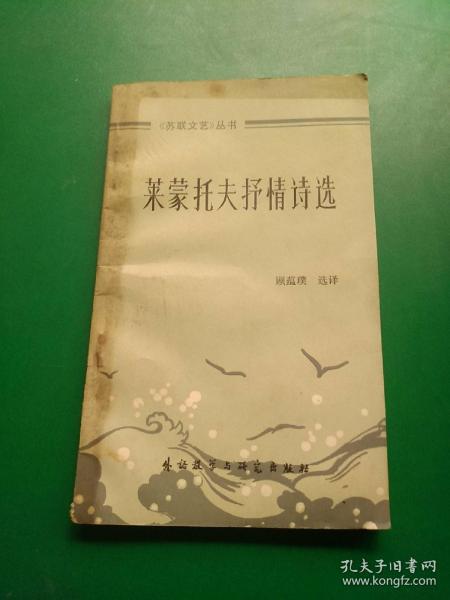 《苏联文艺》丛书
莱蒙托夫抒情诗选
顾蕴璞 选译
外语教学与研究出版社
孔夫子旧书网
www.kongfz.com